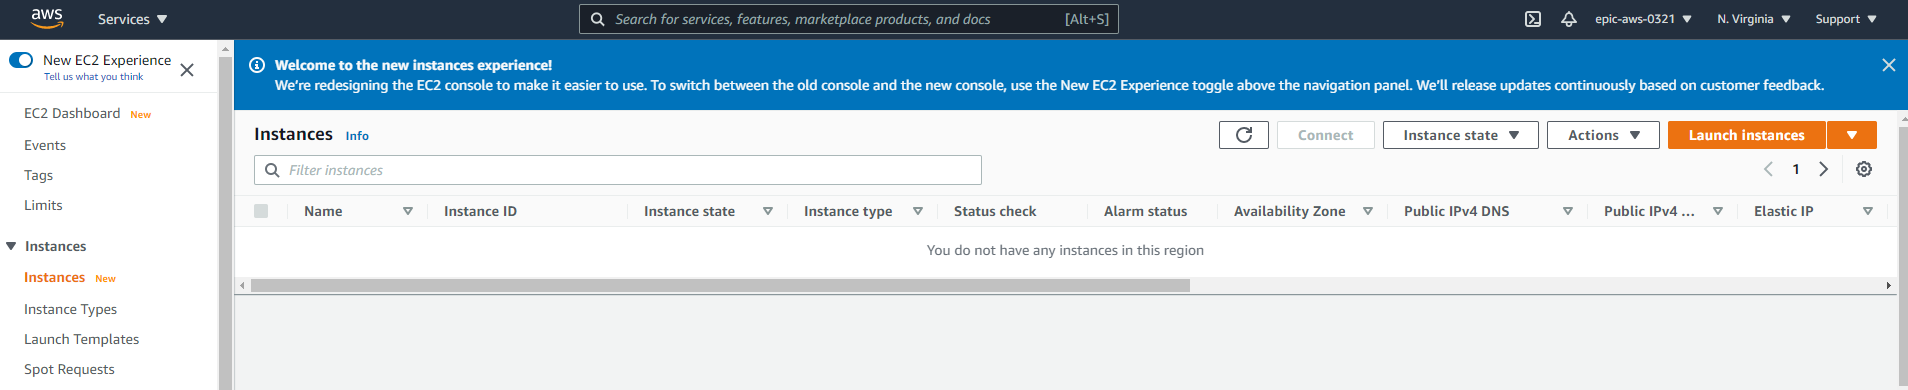 aws Services Search for services, features, marketplace products, and docs [Alt+S] epic-aws-0321 N. Virginia Support
New EC2 Experience
Tell us what you think
EC2 Dashboard New
Events
Tags
Limits
Instances
Instances New
Instance Types
Launch Templates
Spot Requests
Welcome to the new instances experience!
We're redesigning the EC2 console to make it easier to use. To switch between the old console and the new console, use the New EC2 Experience toggle above the navigation panel. We'll release updates continuously based on customer feedback.
Instances Info Connect Instance state Actions Launch instances
Filter instances 1
Name Instance ID Instance state Instance type Status check Alarm status Availability Zone Public IPv4 DNS Public IPv4 ... Elastic IP
You do not have any instances in this region